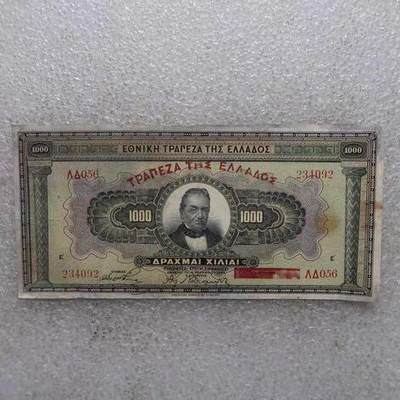 1000 ΕΘΝΙΚΗ ΤΡΑΠΕΖΑ ΤΗΣ ΕΛΛΑΔΟΣ 1000
ΤΡΑΠΕΖΑ ΤΗΣ ΕΛΛΑΔΟΣ
ΛΔ056 234092
1000 1000
Ε Ε
ΔΡΑΧΜΑΙ ΧΙΛΙΑΙ
234092 ΛΔ056